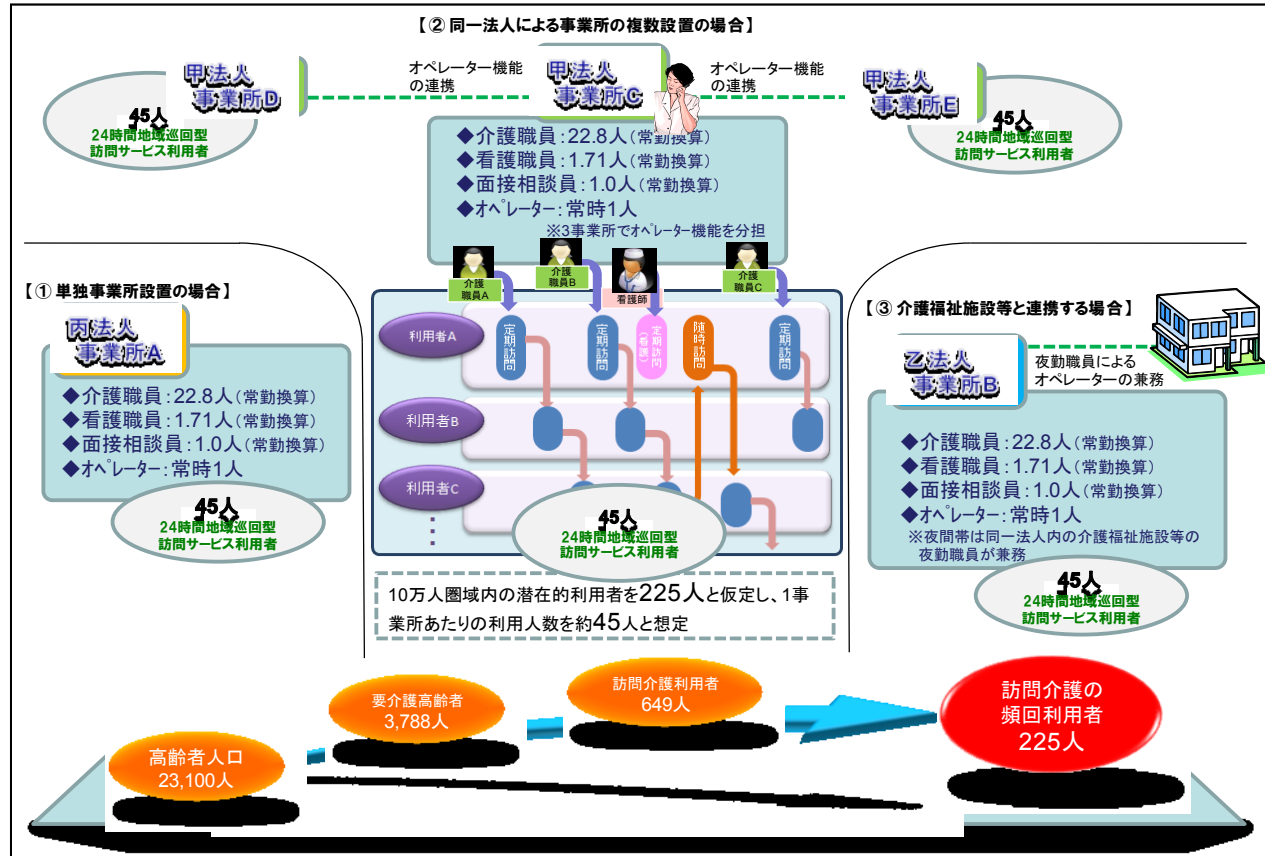 【② 同一法人による事業所の複数設置の場合】
甲法人
事業所D
オペレーター機能
の連携
甲法人
事業所C
オペレーター機能
の連携
甲法人
事業所E
45人
24時間地域巡回型
訪問サービス利用者
45人
24時間地域巡回型
訪問サービス利用者
◆介護職員：22.8人(常勤換算)
◆看護職員：1.71人(常勤換算)
◆面接相談員：1.0人(常勤換算)
◆オペレーター：常時1人
※3事業所でオペレーター機能を分担
介護
職員A
介護
職員B
看護師
介護
職員C
利用者A
定期訪問
定期訪問
定期訪問
(看護)
随時訪問
定期訪問
利用者B
利用者C
45人
24時間地域巡回型
訪問サービス利用者
【① 単独事業所設置の場合】
丙法人
事業所A
◆介護職員：22.8人(常勤換算)
◆看護職員：1.71人(常勤換算)
◆面接相談員：1.0人(常勤換算)
◆オペレーター：常時1人
45人
24時間地域巡回型
訪問サービス利用者
【③ 介護福祉施設等と連携する場合】
乙法人
事業所B
夜勤職員による
オペレーターの兼務
◆介護職員：22.8人(常勤換算)
◆看護職員：1.71人(常勤換算)
◆面接相談員：1.0人(常勤換算)
◆オペレーター：常時1人
※夜間帯は同一法人内の介護福祉施設等の
夜勤職員が兼務
45人
24時間地域巡回型
訪問サービス利用者
10万人圏域内の潜在的利用者を225人と仮定し、1事
業所あたりの利用人数を約45人と想定
高齢者人口
23,100人
要介護高齢者
3,788人
訪問介護利用者
649人
訪問介護の
頻回利用者
225人